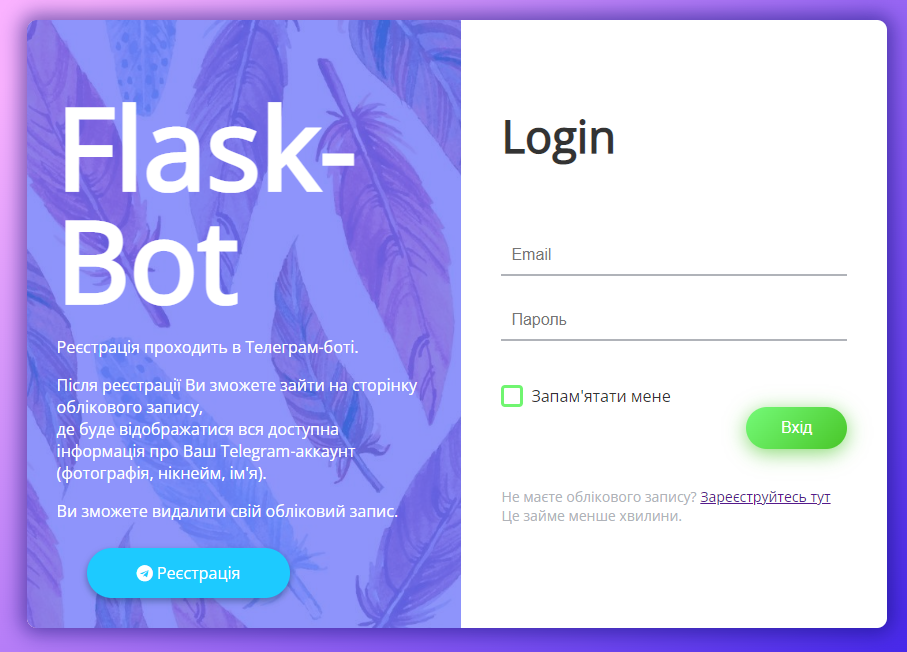 Flask-
Bot
Реєстрація проходить в Телеграм-боті.
Після реєстрації Ви зможете зайти на сторінку
облікового запису,
де буде відображатися вся доступна
інформація про Ваш Telegram-аккаунт
(фотографія, нікнейм, ім'я).
Ви зможете видалити свій обліковий запис.
Реєстрація
Login
Email
Пароль
Запам'ятати мене
Вхід
Не маєте облікового запису? Зареєструйтесь тут
Це займе менше хвилини.